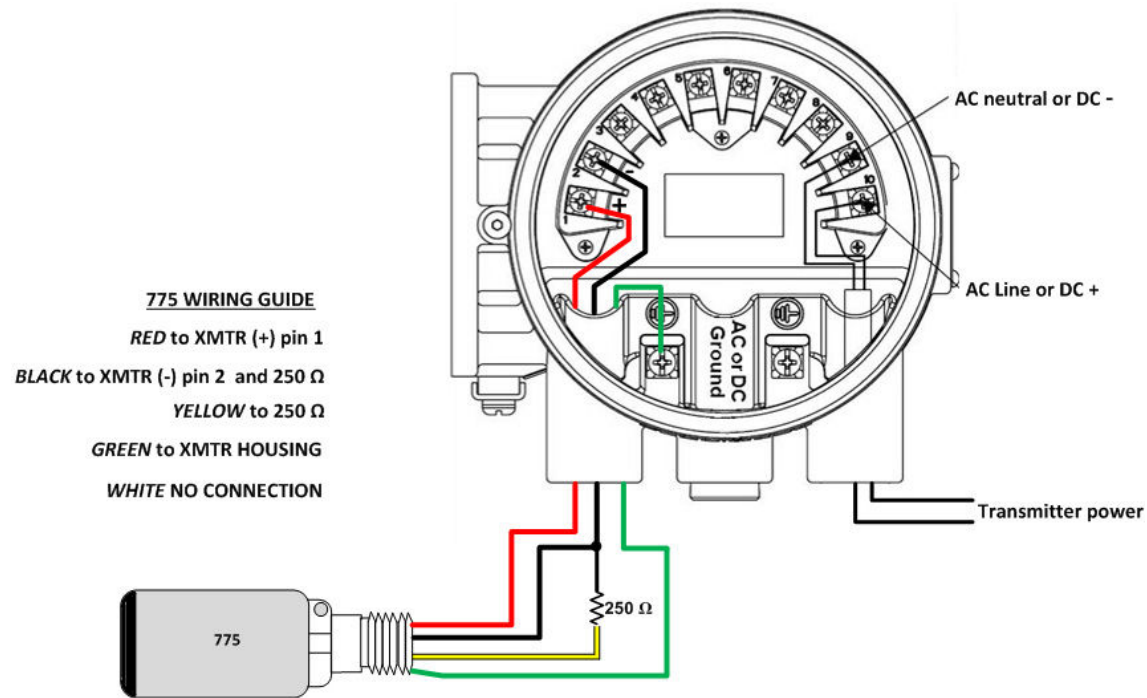 1
2
3
4
5
6
7
8
9
10
-
+
AC neutral or DC -
AC Line or DC +
AC or DC
Ground
775 WIRING GUIDE
RED to XMTR (+) pin 1
BLACK to XMTR (-) pin 2 and 250 Ω
YELLOW to 250 Ω
GREEN to XMTR HOUSING
WHITE NO CONNECTION
Transmitter power
250 Ω
775